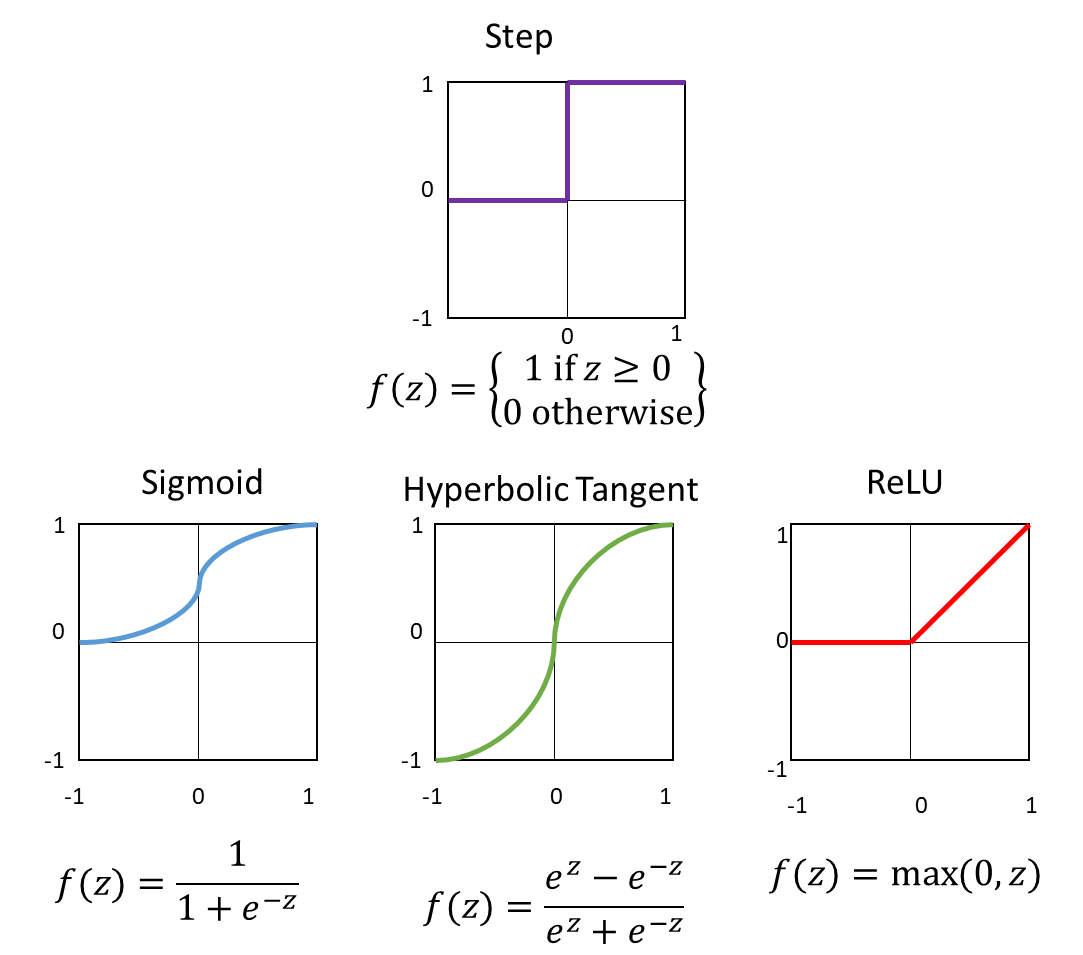 Step
1
0
-1
0 1
f(z) = { 1 if z ≥ 0
0 otherwise }
Sigmoid
1
0
-1
-1 0 1
f(z) = 1 / (1 + e^{-z})
Hyperbolic Tangent
1
0
-1
-1 0 1
f(z) = (e^z − e^{-z}) / (e^z + e^{-z})
ReLU
1
0
-1
-1 0 1
f(z) = max(0, z)